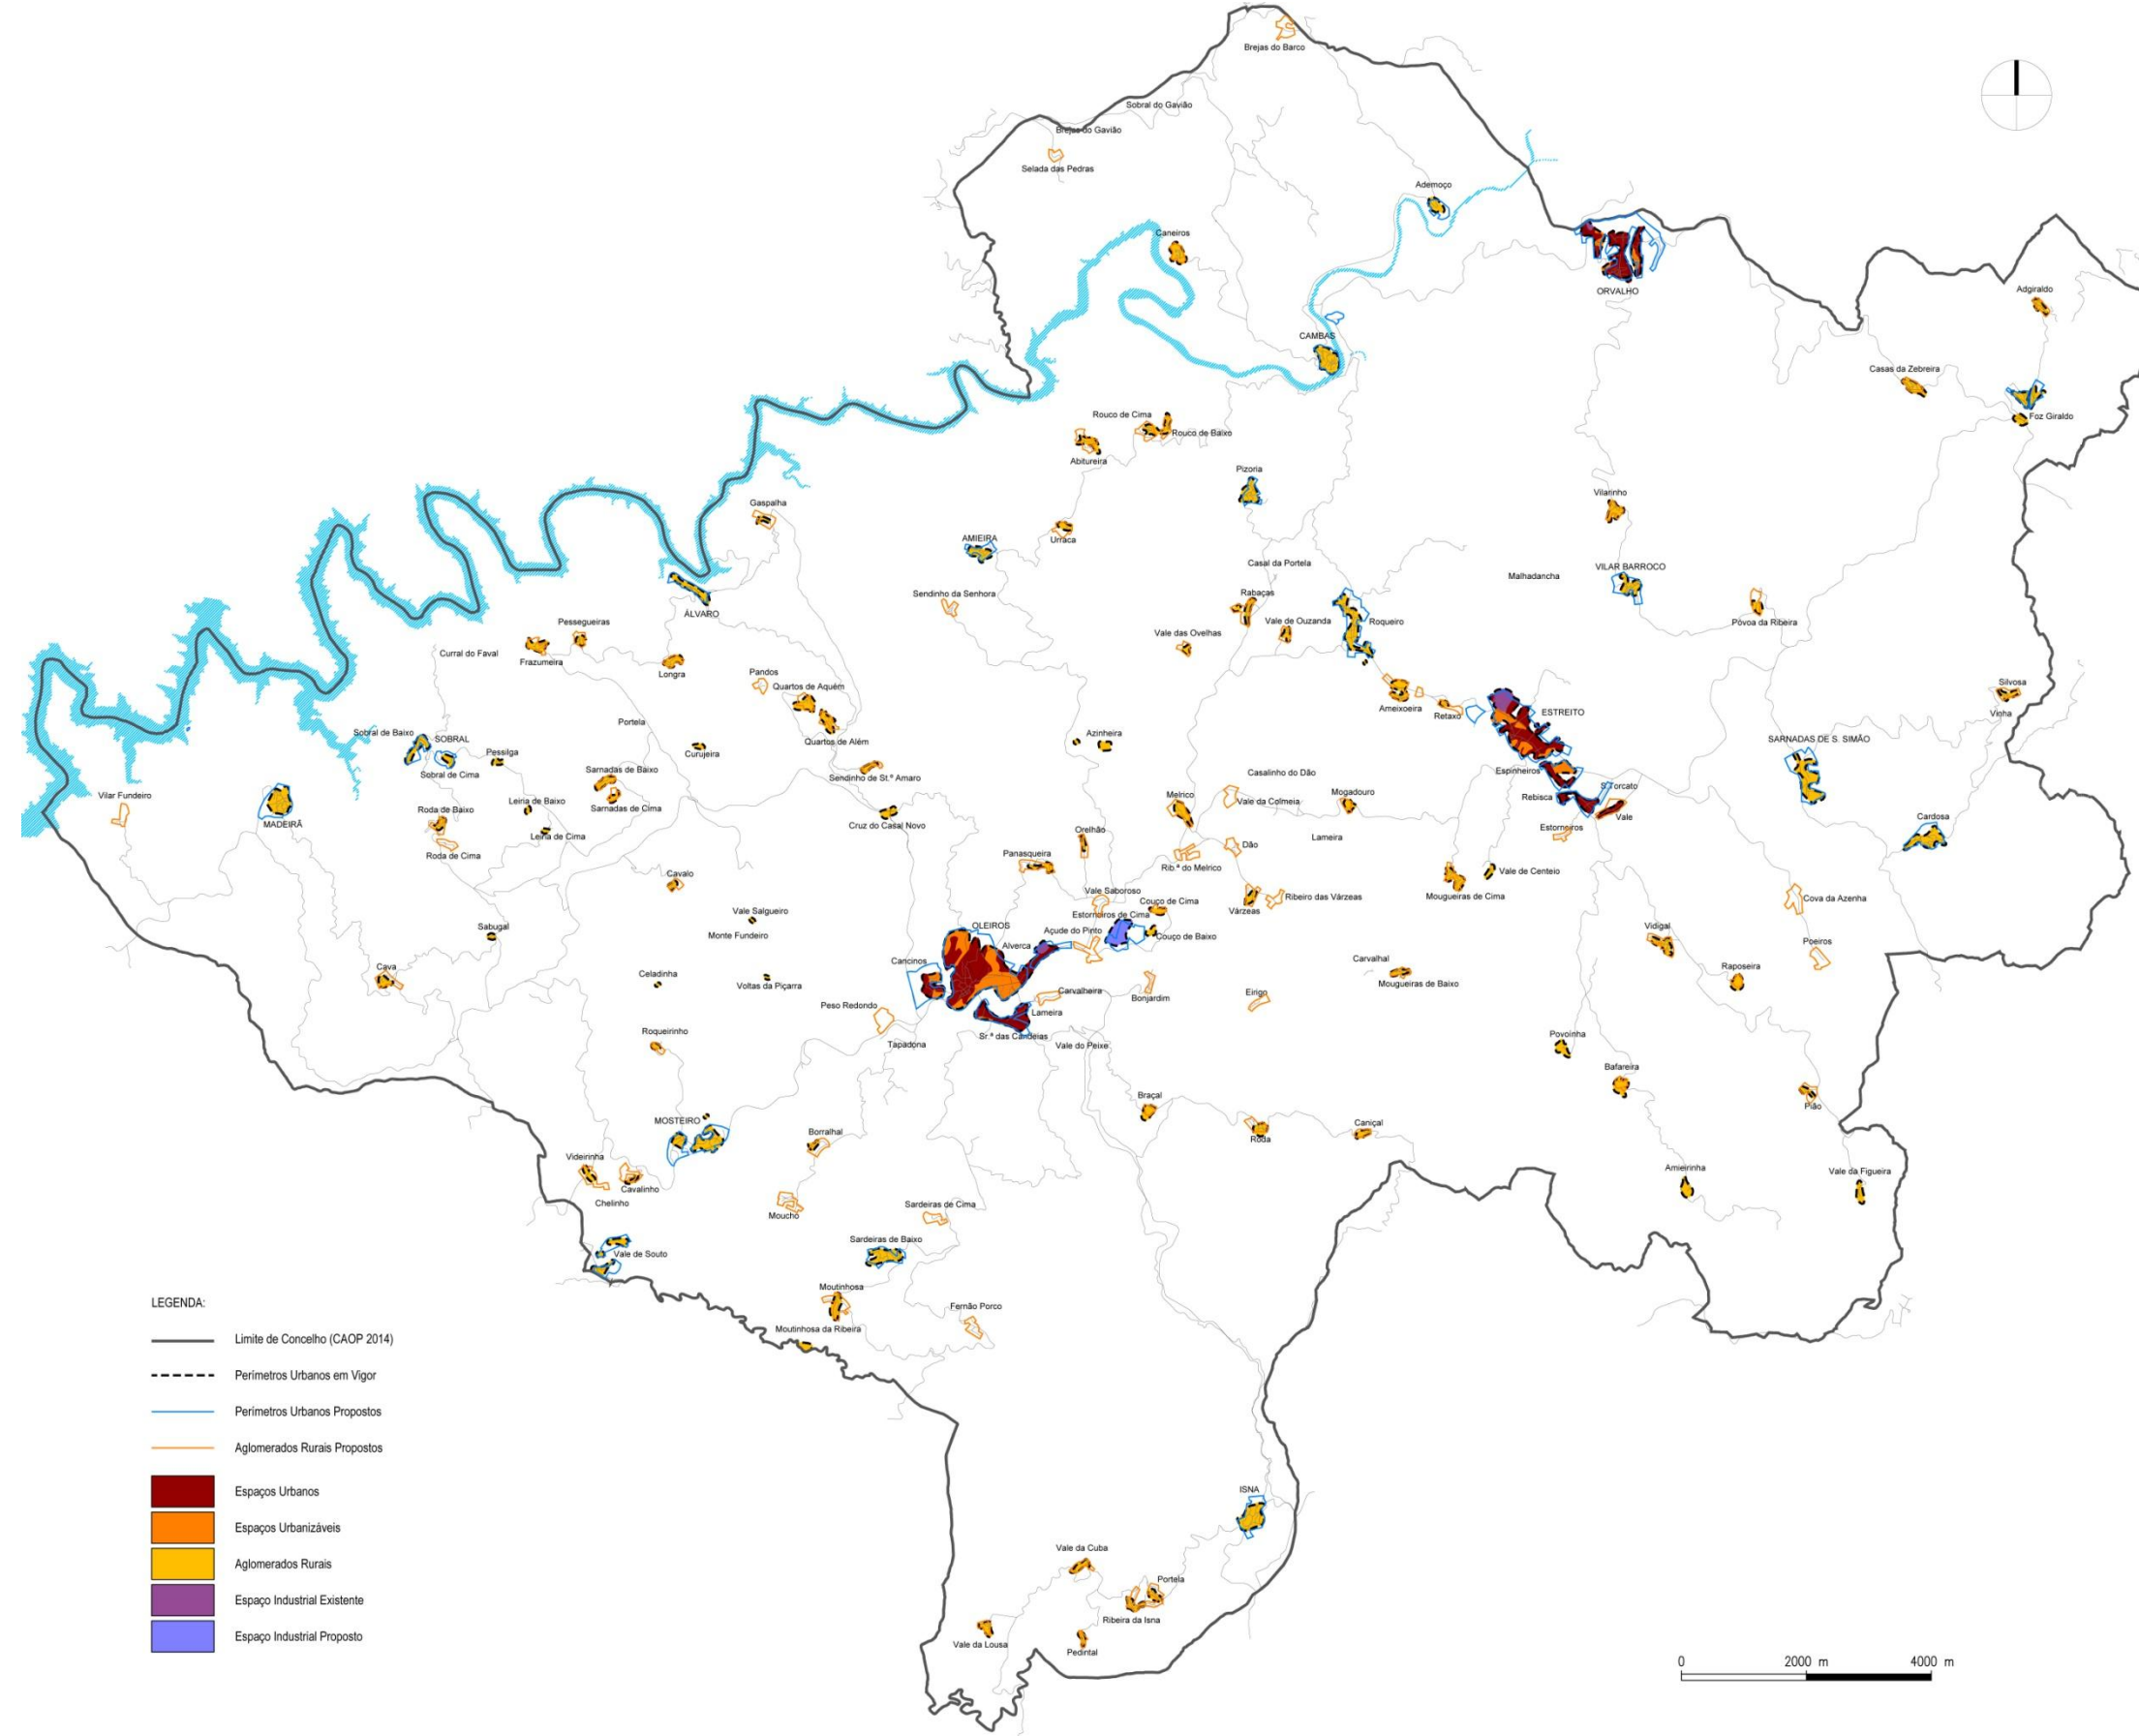 Brejas do Barco
Sobral do Gavião
Brejas do Gavião
Selada das Pedras
Ademoço
Caneiros
ORVALHO
Adgiraldo
CAMBAS
Casas da Zebreira
Foz Giraldo
Rouco de Cima
Rouco de Baixo
Abitureira
Pizoria
Vilarinho
Gaspalha
AMIEIRA
Urraca
Casal da Portela
Malhadancha
VILAR BARROCO
Sendinho da Senhora
Rabaças
ÁLVARO
Pessegueiras
Vale de Ouzanda
Roqueiro
Póvoa da Ribeira
Vale das Ovelhas
Curral do Faval
Frazumeira
Longra
Pandos
Quartos de Aquém
Silvosa
Ameixoeira
Retaxo
ESTREITO
Vinha
Portela
Sobral de Baixo
SOBRAL
Azinheira
Quartos de Além
SARNADAS DE S. SIMÃO
Pessilga
Curujeira
Sobral de Cima
Sarnadas de Baixo
Sendinho de St.º Amaro
Casalinho do Dão
Espinheiros
S.Torcato
Vilar Fundeiro
Melrico
Vale da Colmeia
Mogadouro
Rebisca
Leiria de Baixo
Roda de Baixo
Sarnadas de Cima
Vale
MADEIRÃ
Cruz do Casal Novo
Estorneiros
Cardosa
Leiria de Cima
Orelhão
Lameira
Dão
Roda de Cima
Panasqueira
Rib.ª do Melrico
Cavalo
Vale de Centeio
Vale Saboroso
Couço de Cima
Ribeiro das Várzeas
Mougueiras de Cima
Cova da Azenha
Vale Salgueiro
Estorneiros de Cima
Várzeas
Sabugal
OLEIROS
Açude do Pinto
Vidigal
Monte Fundeiro
Alverca
Couço de Baixo
Poeiros
Cancinos
Carvalhal
Cava
Celadinha
Raposeira
Voltas da Piçarra
Mougueiras de Baixo
Carvalheira
Bonjardim
Eirigo
Peso Redondo
Lameira
Roqueirinho
Sr.ª das Candeias
Povoinha
Tapadona
Vale do Peixe
Bafareira
Braçal
Pião
MOSTEIRO
Caniçal
Borralhal
Roda
Videirinha
Amieirinha
Vale da Figueira
Cavalinho
Chelinho
Sardeiras de Cima
Moucho
Sardeiras de Baixo
Vale de Souto
Moutinhosa
Fernão Porco
Moutinhosa da Ribeira
ISNA
Vale da Cuba
Portela
Ribeira da Isna
Vale da Lousa
Pedintal
LEGENDA:
Limite de Concelho (CAOP 2014)
Perímetros Urbanos em Vigor
Perímetros Urbanos Propostos
Aglomerados Rurais Propostos
Espaços Urbanos
Espaços Urbanizáveis
Aglomerados Rurais
Espaço Industrial Existente
Espaço Industrial Proposto
0 2000 m 4000 m